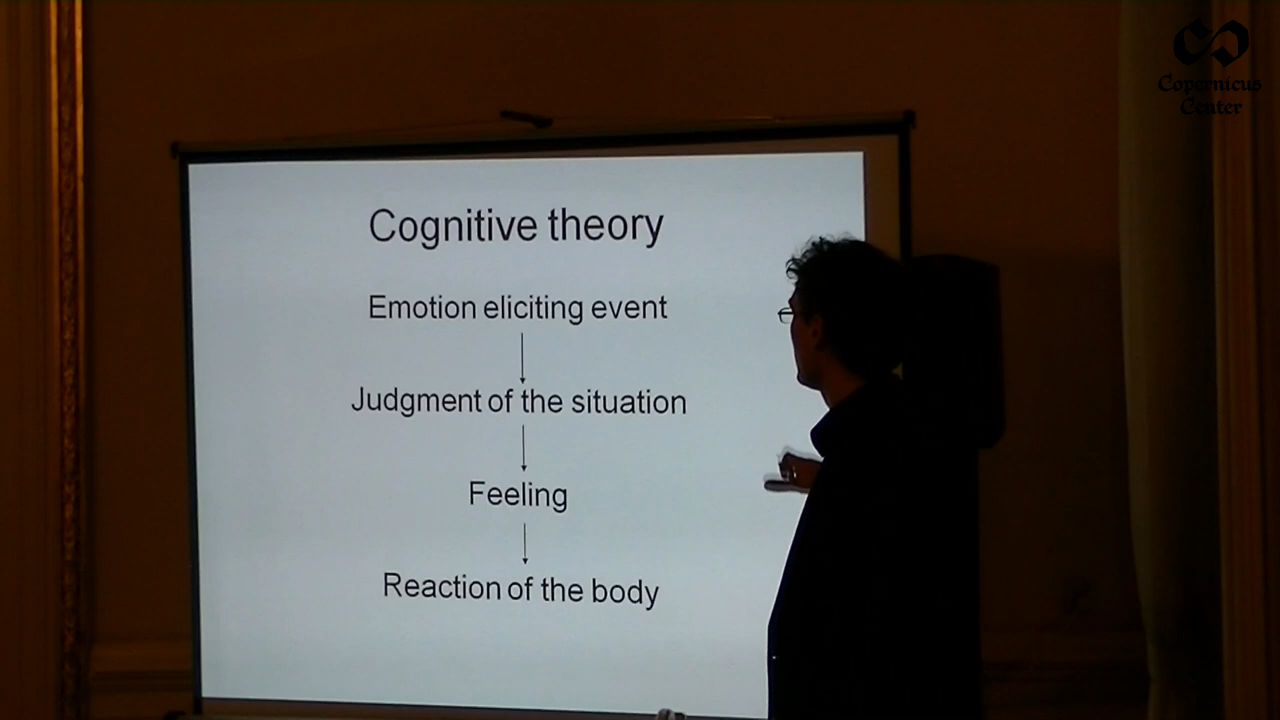 Copernicus
Center
Cognitive theory
Emotion eliciting event
Judgment of the situation
Feeling
Reaction of the body